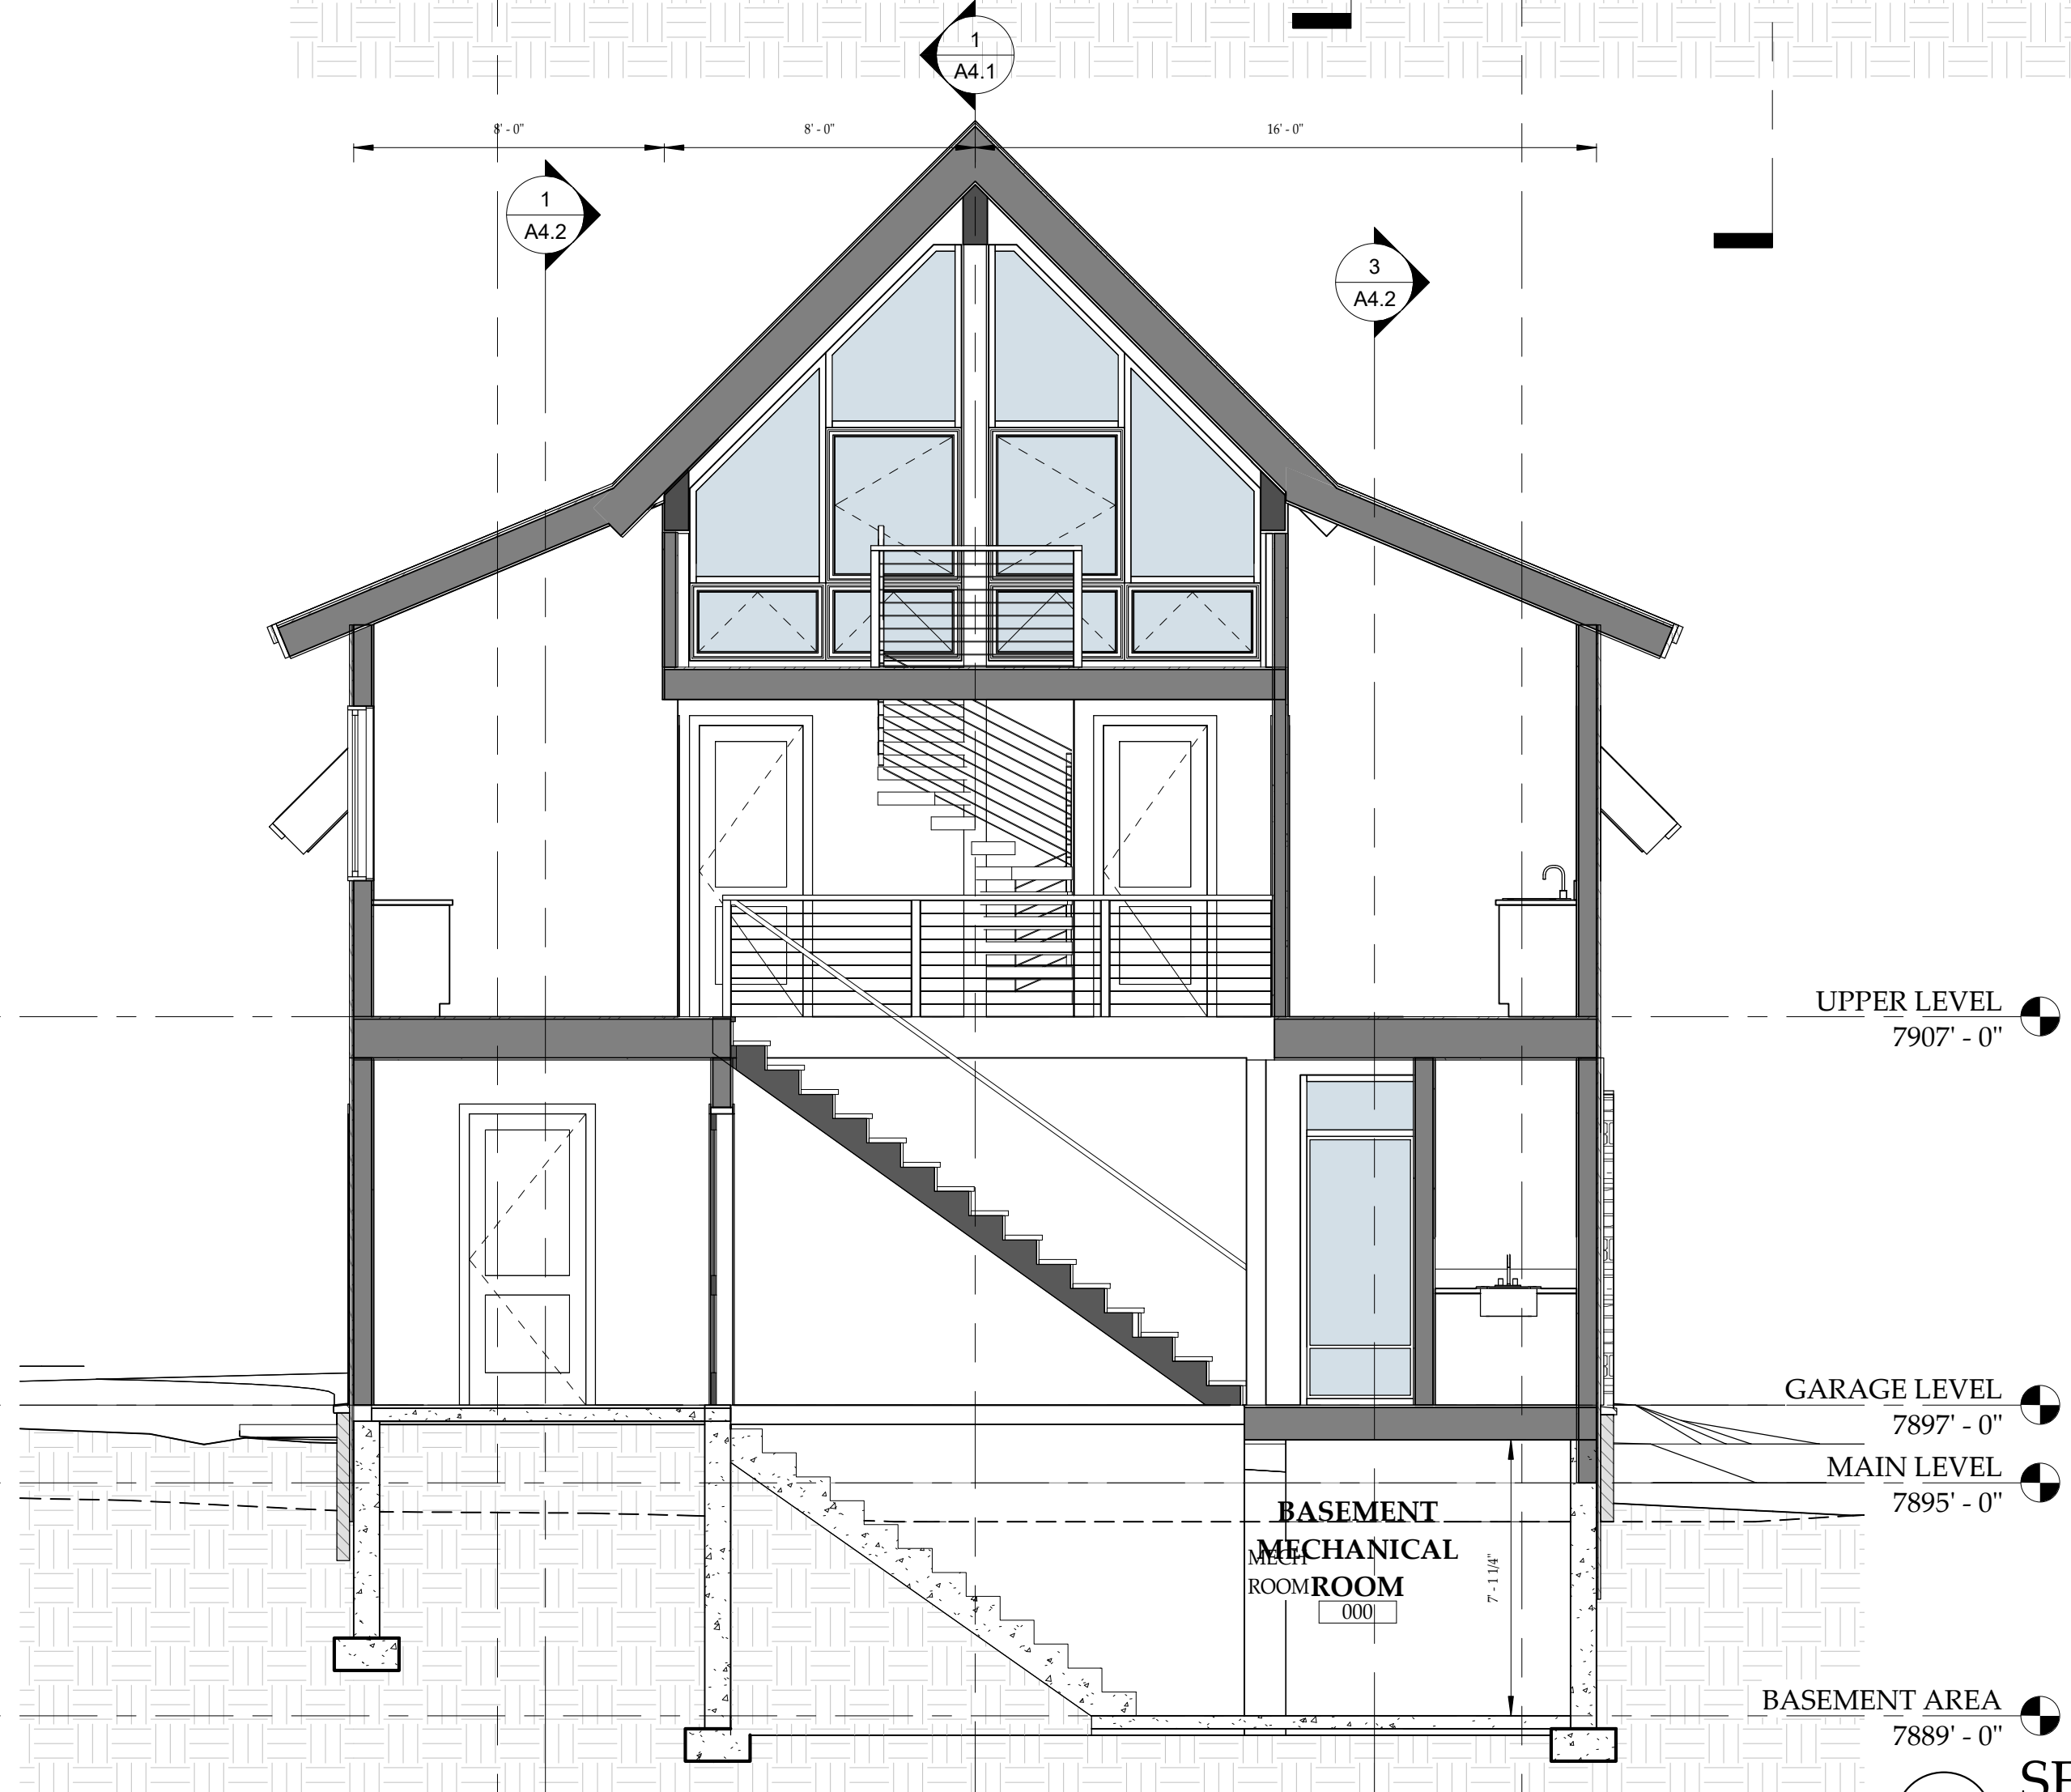 1
A4.1
8' - 0"
8' - 0"
16' - 0"
1
A4.2
3
A4.2
UPPER LEVEL
7907' - 0"
GARAGE LEVEL
7897' - 0"
MAIN LEVEL
7895' - 0"
BASEMENT
MECHANICAL
ROOM
MECH
ROOM
000
7' - 1 1/4"
BASEMENT AREA
7889' - 0"